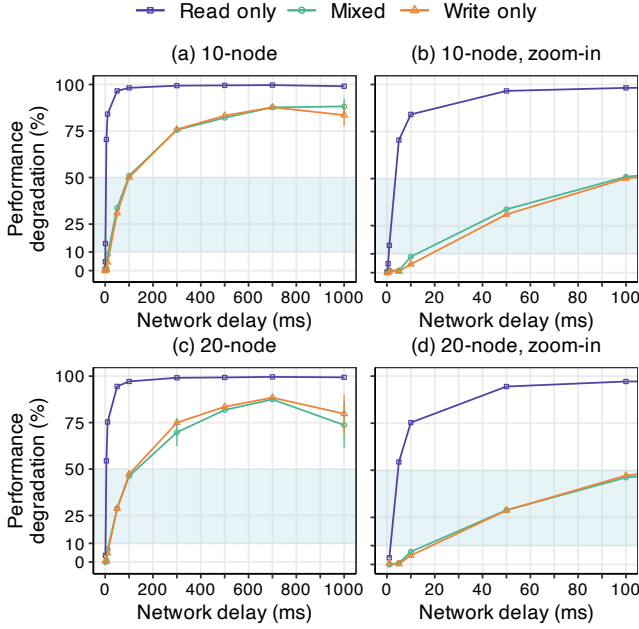 Read only Mixed Write only
(a) 10-node
(b) 10-node, zoom-in
Performance
degradation (%)
100
75
50
25
10
0
0 200 400 600 800 1000
Network delay (ms)
0 20 40 60 80 100
Network delay (ms)
(c) 20-node
(d) 20-node, zoom-in
Performance
degradation (%)
100
75
50
25
10
0
0 200 400 600 800 1000
Network delay (ms)
0 20 40 60 80 100
Network delay (ms)